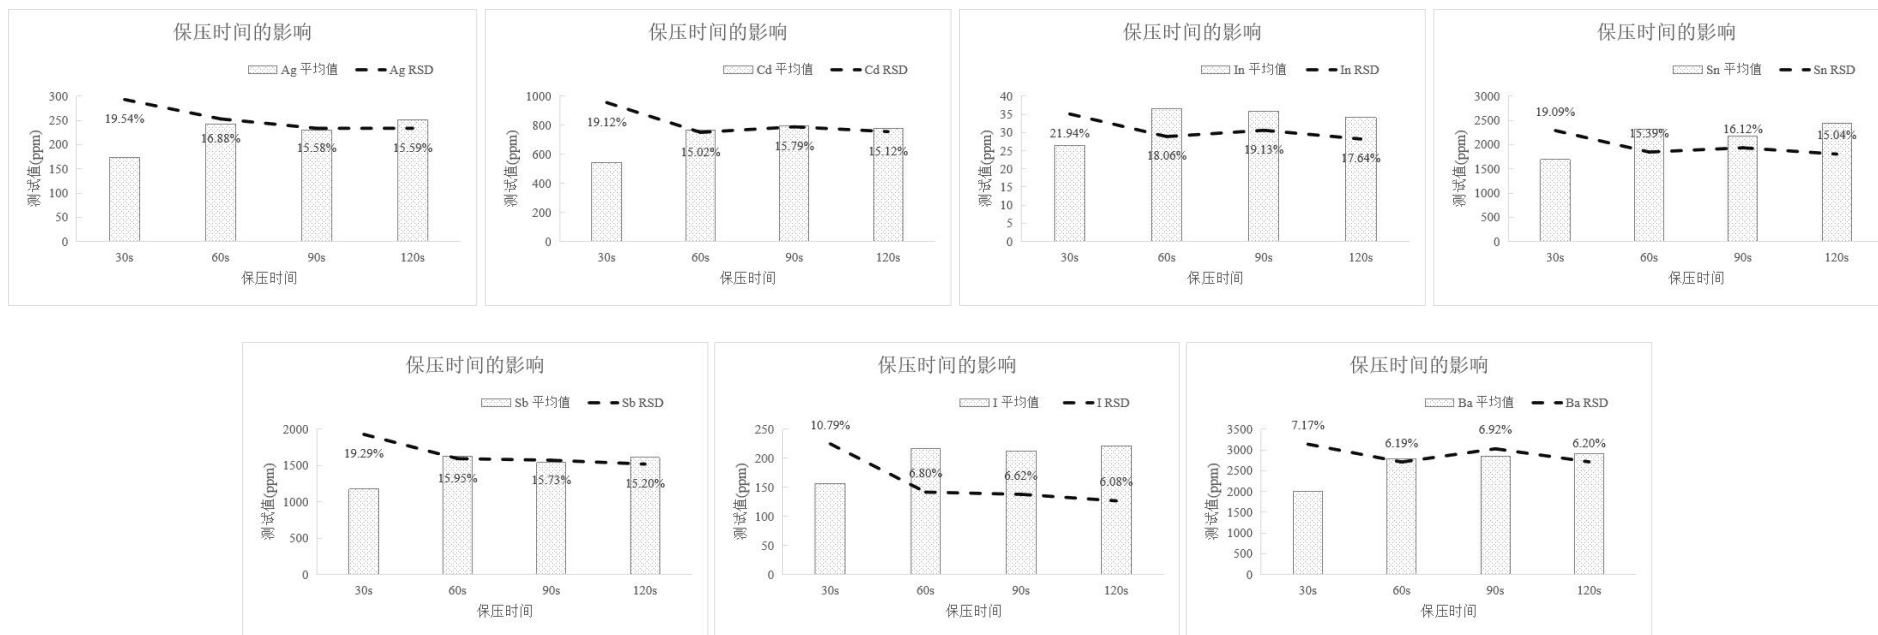 保压时间的影响
Ag 平均值 Ag RSD
测试值(ppm)
300
250
200
150
100
50
0
19.54%
16.88%
15.58%
15.59%
30s 60s 90s 120s
保压时间
保压时间的影响
Cd 平均值 Cd RSD
测试值(ppm)
1000
800
600
400
200
0
19.12%
15.02%
15.79%
15.12%
30s 60s 90s 120s
保压时间
保压时间的影响
In 平均值 In RSD
测试值(ppm)
40
35
30
25
20
15
10
5
0
21.94%
18.06%
19.13%
17.64%
30s 60s 90s 120s
保压时间
保压时间的影响
Sn 平均值 Sn RSD
测试值(ppm)
3000
2500
2000
1500
1000
500
0
19.09%
15.39%
16.12%
15.04%
30s 60s 90s 120s
保压时间
保压时间的影响
Sb 平均值 Sb RSD
测试值(ppm)
2000
1500
1000
500
0
19.29%
15.95%
15.73%
15.20%
30s 60s 90s 120s
保压时间
保压时间的影响
I 平均值 I RSD
测试值(ppm)
250
200
150
100
50
0
10.79%
6.80%
6.62%
6.08%
30s 60s 90s 120s
保压时间
保压时间的影响
Ba 平均值 Ba RSD
测试值(ppm)
3500
3000
2500
2000
1500
1000
500
0
7.17%
6.19%
6.92%
6.20%
30s 60s 90s 120s
保压时间